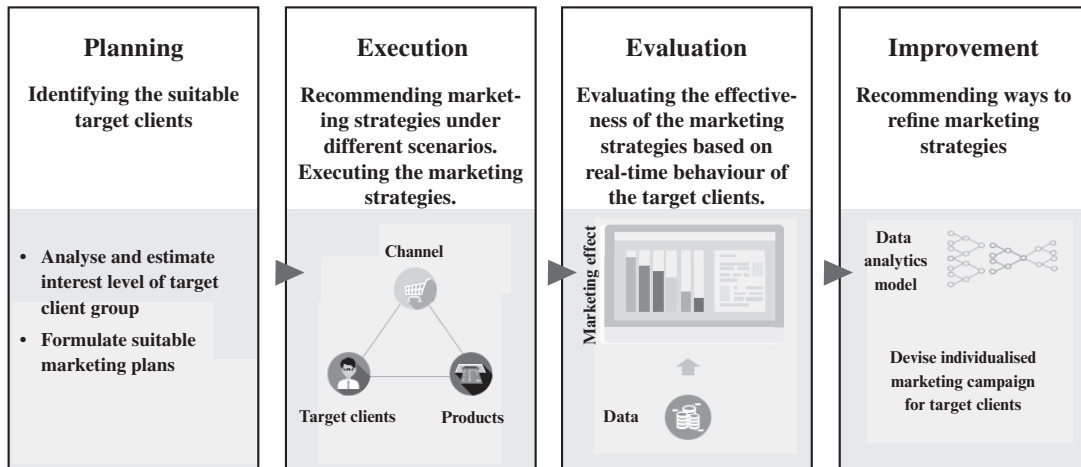 Planning
Identifying the suitable
target clients
• Analyse and estimate
interest level of target
client group
• Formulate suitable
marketing plans
Execution
Recommending market-
ing strategies under
different scenarios.
Executing the marketing
strategies.
Channel
Target clients
Products
Evaluation
Evaluating the effective-
ness of the marketing
strategies based on
real-time behaviour of
the target clients.
Marketing effect
Data
Improvement
Recommending ways to
refine marketing
strategies
Data
analytics
model
Devise individualised
marketing campaign
for target clients